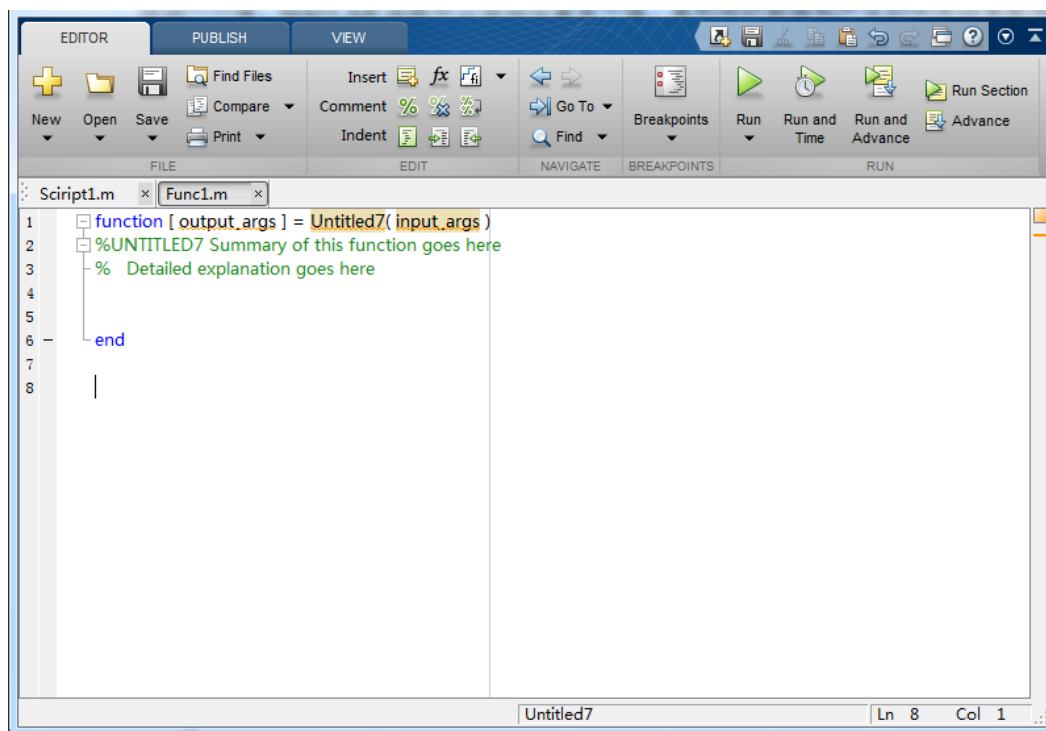 EDITOR PUBLISH VIEW
New Open Save
Find Files
Compare
Print
FILE
Insert fx
Comment
Indent
EDIT
Go To
Find
NAVIGATE
Breakpoints
BREAKPOINTS
Run Run and Time Run and Advance
Run Section
Advance
RUN
Sciript1.m × Func1.m ×
1 function [ output_args ] = Untitled7( input_args )
2 %UNTITLED7 Summary of this function goes here
3 % Detailed explanation goes here
4
5
6 – end
7
8
Untitled7 Ln 8 Col 1